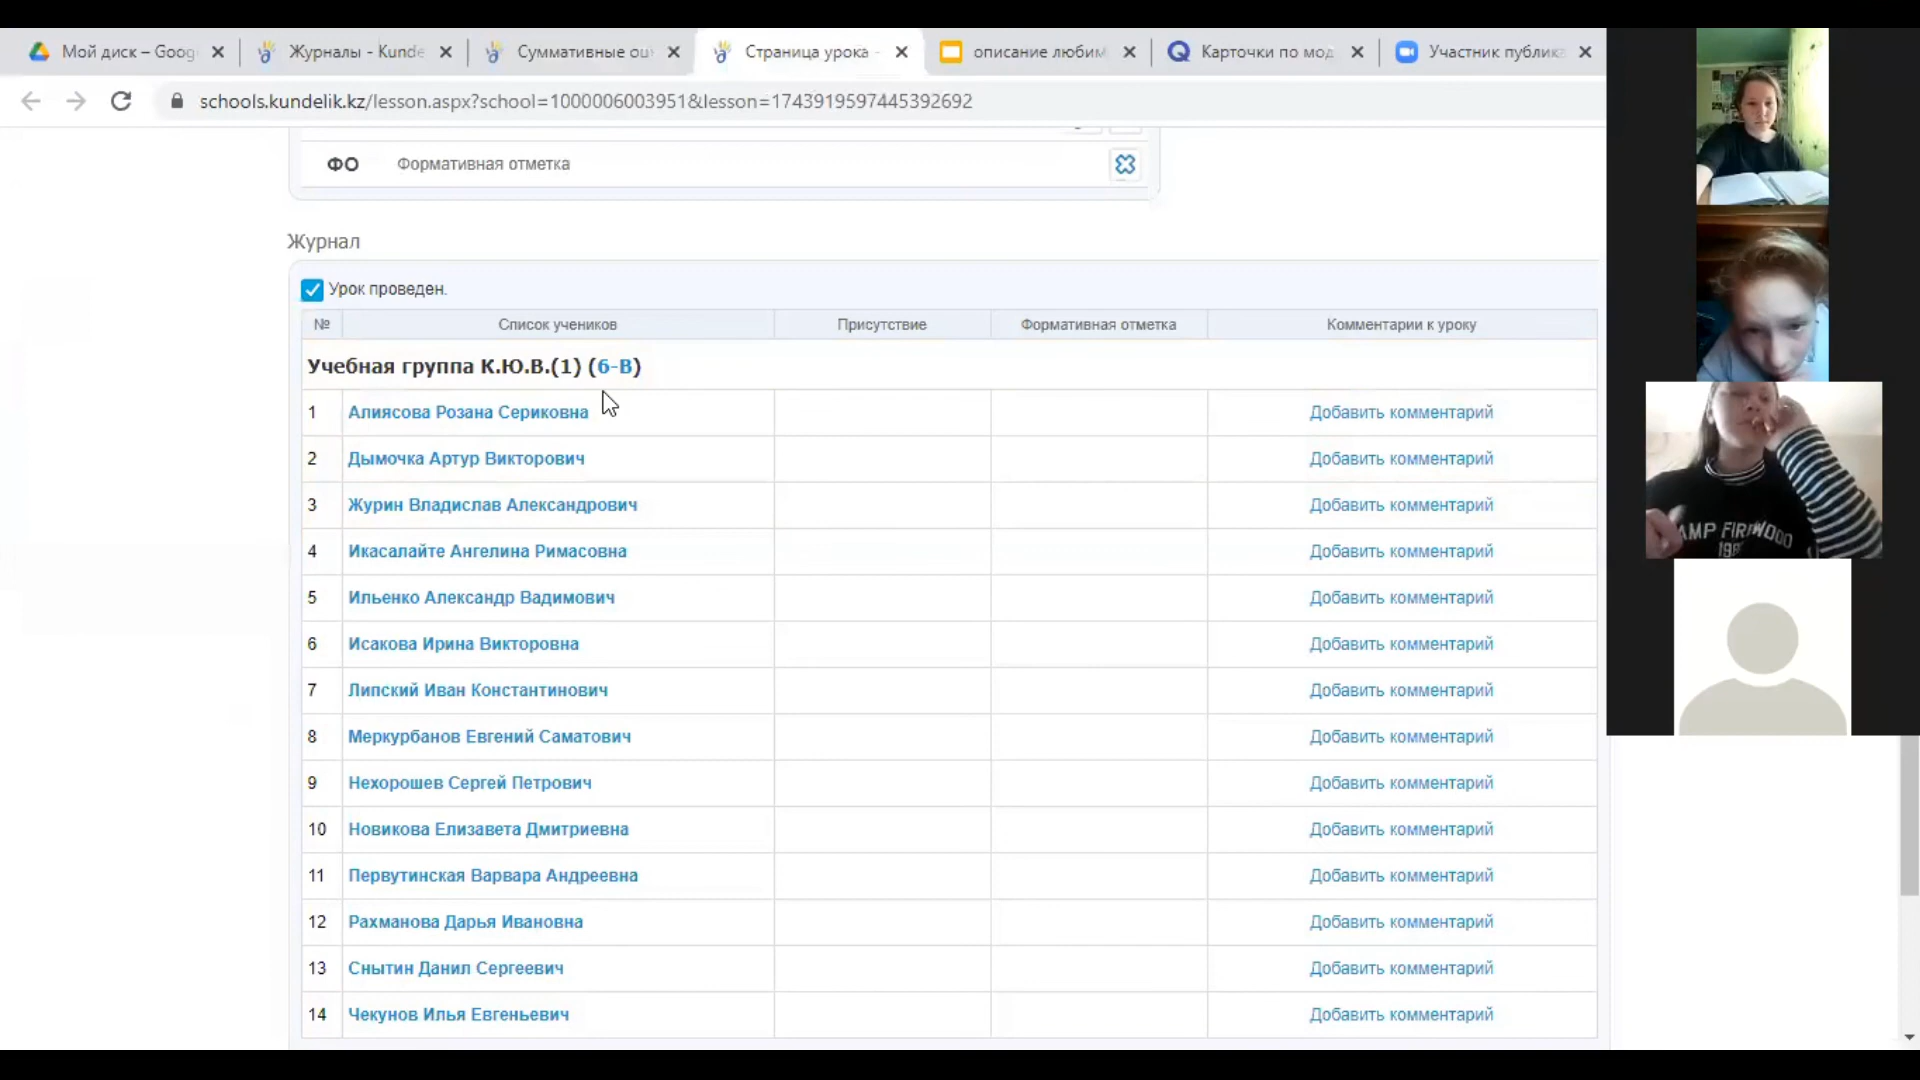 Мой диск – Goog
Журналы - Kunde
Суммативные оц
Страница урока -
описание любим
Карточки по мод
Участник публика
schools.kundelik.kz/lesson.aspx?school=1000006003951&lesson=1743919597445392692
ФО Формативная отметка
Журнал
Урок проведен.
№ Список учеников Присутствие Формативная отметка Комментарии к уроку
Учебная группа К.Ю.В.(1) (6-В)
1 Алиясова Розана Сериковна Добавить комментарий
2 Дымочка Артур Викторович Добавить комментарий
3 Журин Владислав Александрович Добавить комментарий
4 Икасалайте Ангелина Римасовна Добавить комментарий
5 Ильенко Александр Вадимович Добавить комментарий
6 Исакова Ирина Викторовна Добавить комментарий
7 Липский Иван Константинович Добавить комментарий
8 Меркурбанов Евгений Саматович Добавить комментарий
9 Нехорошев Сергей Петрович Добавить комментарий
10 Новикова Елизавета Дмитриевна Добавить комментарий
11 Первутинская Варвара Андреевна Добавить комментарий
12 Рахманова Дарья Ивановна Добавить комментарий
13 Снытин Данил Сергеевич Добавить комментарий
14 Чекунов Илья Евгеньевич Добавить комментарий